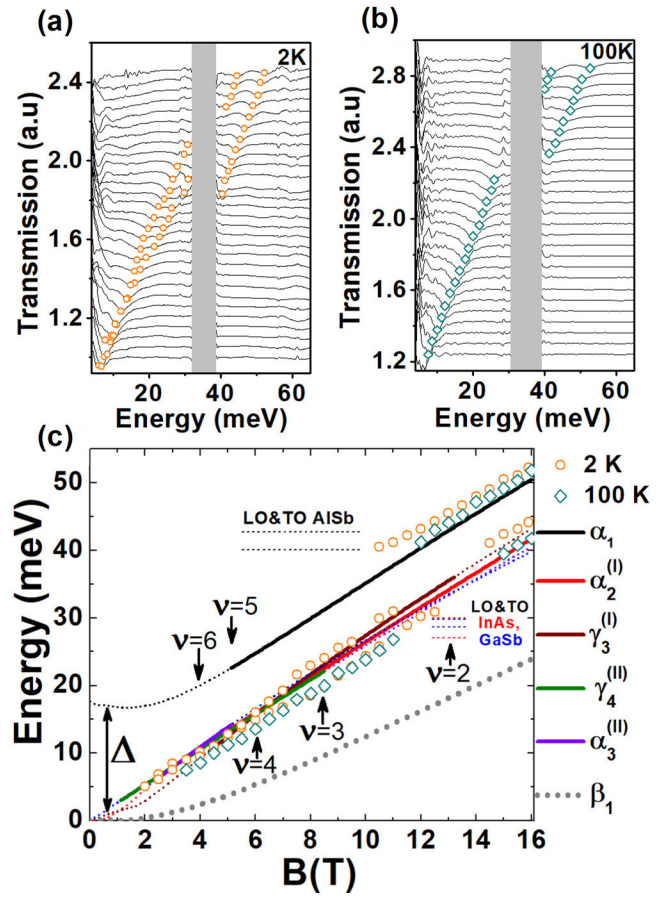 (a)
2K
2.4
2.0
1.6
1.2
Transmission (a.u)
20 40 60
Energy (meV)
(b)
100K
2.8
2.4
2.0
1.6
1.2
Transmission (a.u)
20 40 60
Energy (meV)
(c)
50
40
30
20
10
0
Energy (meV)
LO&TO AlSb
ν=5
ν=6
LO&TO
InAs,
GaSb
ν=2
ν=3
ν=4
Δ
0 2 4 6 8 10 12 14 16
B(T)
2 K
100 K
α₁
α₂⁽ᴵ⁾
γ₃⁽ᴵ⁾
γ₄⁽ᴵᴵ⁾
α₃⁽ᴵᴵ⁾
β₁